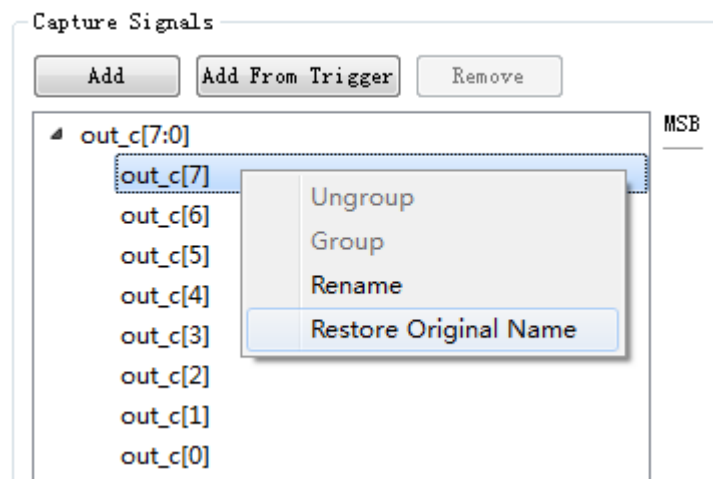 Capture Signals
Add Add From Trigger Remove
MSB
out_c[7:0]
out_c[7]
out_c[6]
out_c[5]
out_c[4]
out_c[3]
out_c[2]
out_c[1]
out_c[0]
Ungroup
Group
Rename
Restore Original Name